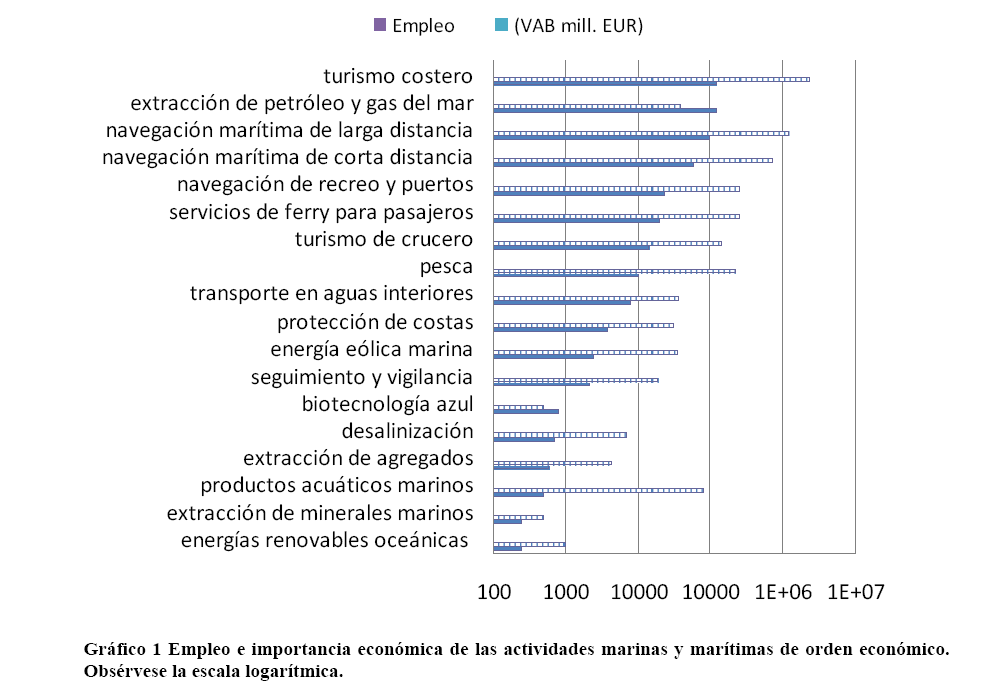 Empleo (VAB mill. EUR)
turismo costero
extracción de petróleo y gas del mar
navegación marítima de larga distancia
navegación marítima de corta distancia
navegación de recreo y puertos
servicios de ferry para pasajeros
turismo de crucero
pesca
transporte en aguas interiores
protección de costas
energía eólica marina
seguimiento y vigilancia
biotecnología azul
desalinización
extracción de agregados
productos acuáticos marinos
extracción de minerales marinos
energías renovables oceánicas
100 1000 10000 10000 1E+06 1E+07
Gráfico 1 Empleo e importancia económica de las actividades marinas y marítimas de orden económico.
Obsérvese la escala logarítmica.